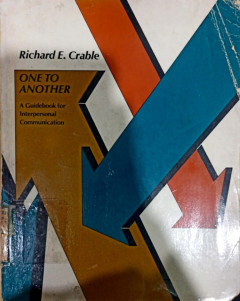 Richard E. Crable
ONE TO
ANOTHER
A Guidebook for
Interpersonal
Communication